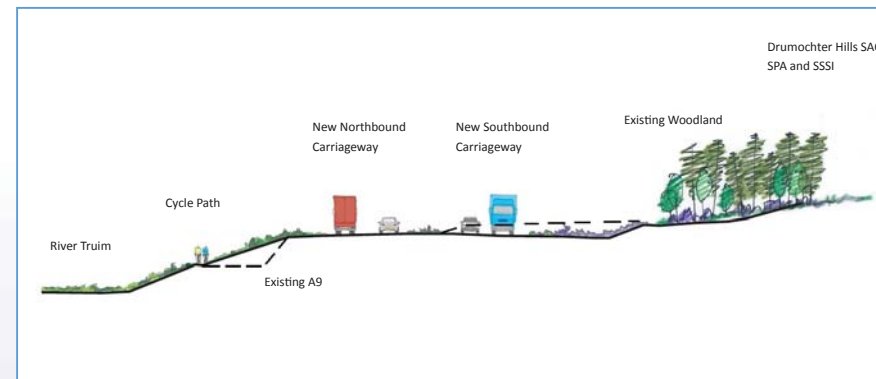 Drumochter Hills SAC
SPA and SSSI
Existing Woodland
New Northbound
Carriageway
New Southbound
Carriageway
Cycle Path
River Truim
Existing A9